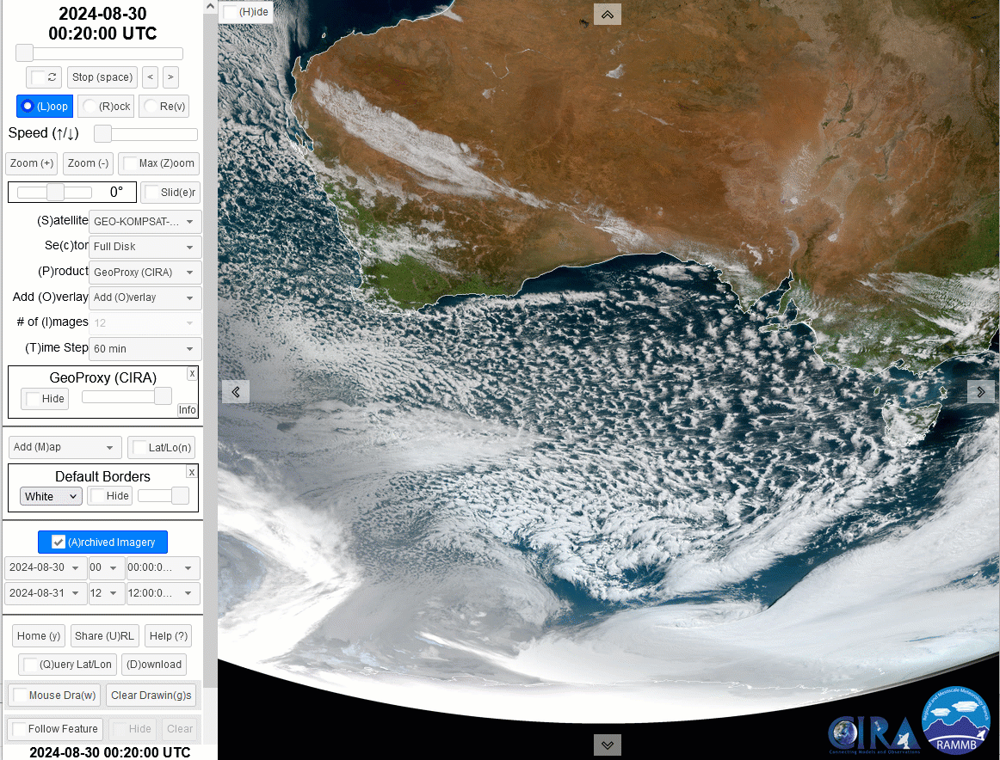 2024-08-30
00:20:00 UTC
(H)ide
Stop (space) < >
(L)oop (R)ock Re(v)
Speed (↑/↓)
Zoom (+) Zoom (-) Max (Z)oom
0° Slid(e)r
(S)atellite GEO-KOMPSAT-...
Se(c)tor Full Disk
(P)roduct GeoProxy (CIRA)
Add (O)verlay Add (O)verlay
# of (I)mages 12
(T)ime Step 60 min
GeoProxy (CIRA) x
Hide
Info
Add (M)ap Lat/Lo(n)
Default Borders x
White Hide
(A)rchived Imagery
2024-08-30 00 00:00:0...
2024-08-31 12 12:00:0...
Home (y) Share (U)RL Help (?)
(Q)uery Lat/Lon (D)ownload
Mouse Dra(w) Clear Drawin(g)s
Follow Feature Hide Clear
2024-08-30 00:20:00 UTC
CIRA
Connecting Models and Observations
Regional and Mesoscale Meteorology Branch
RAMMB